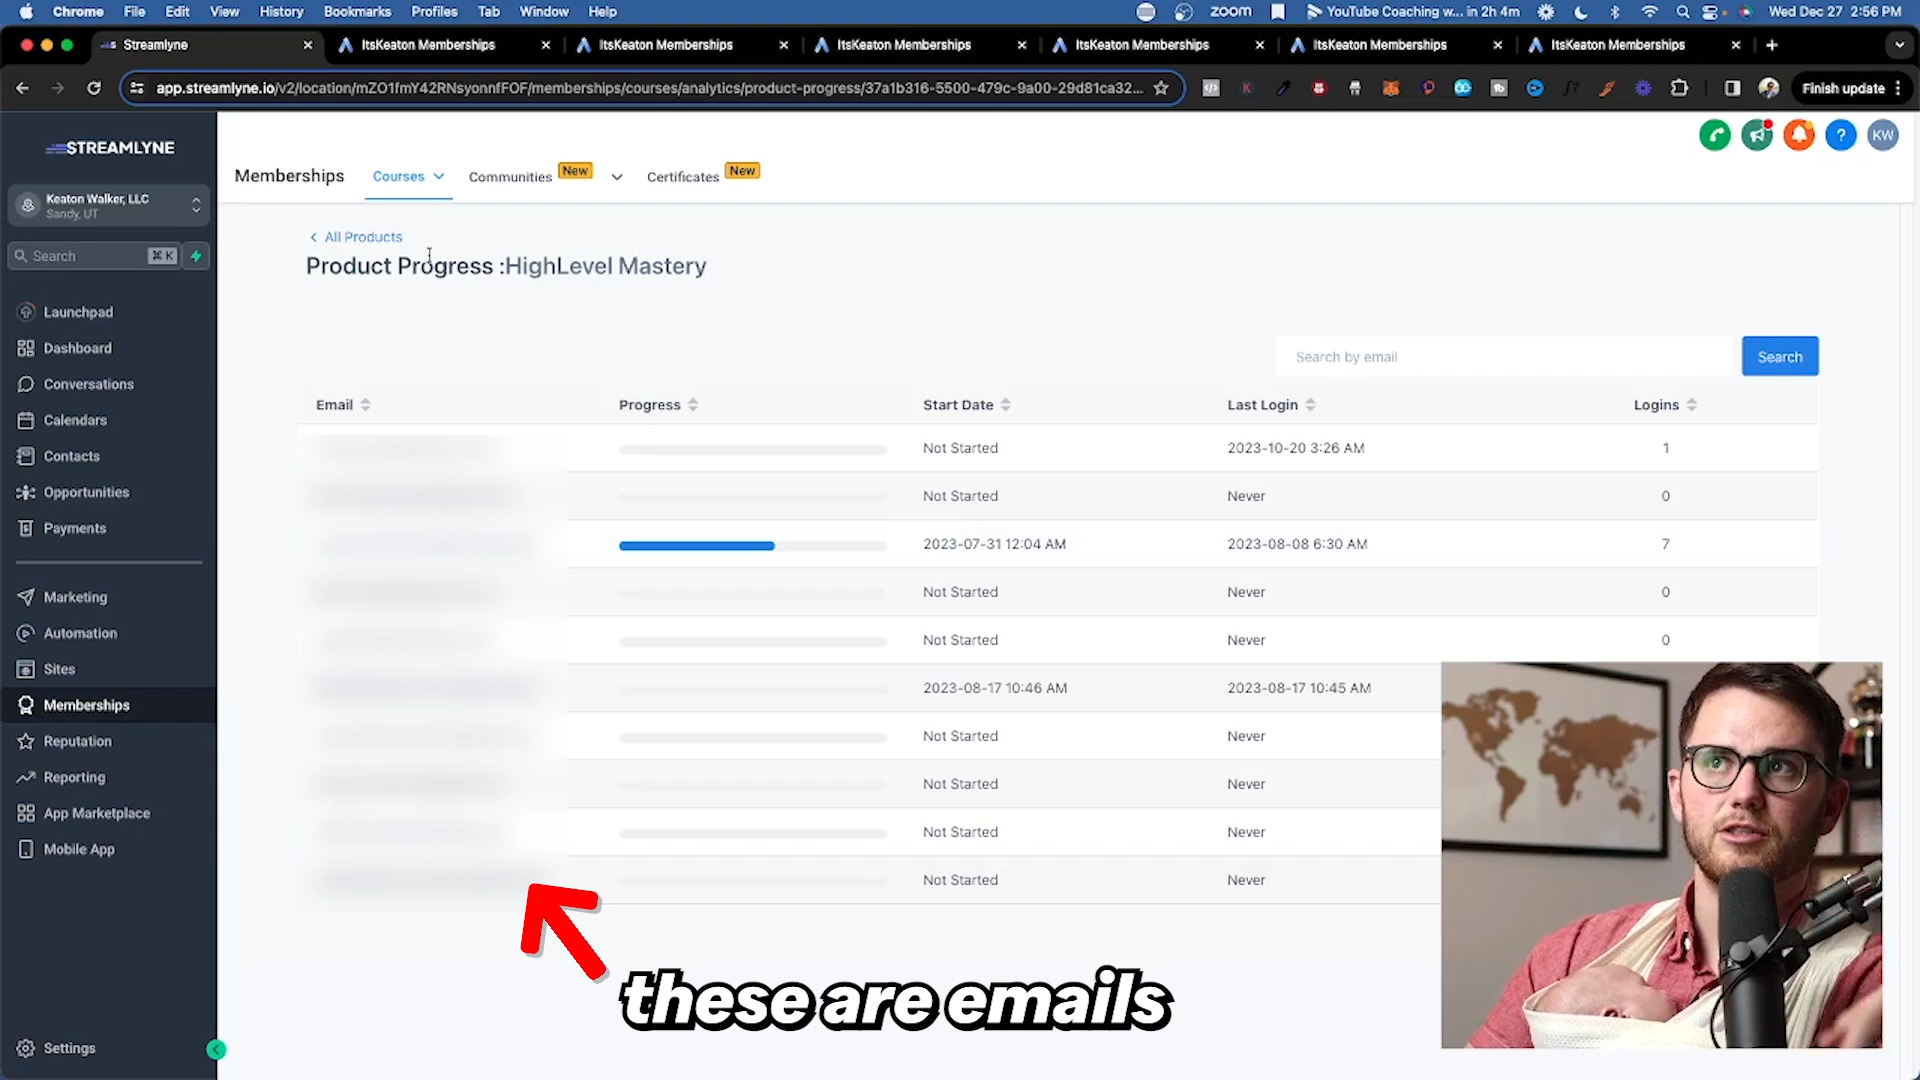 Chrome File Edit View History Bookmarks Profiles Tab Window Help
zoom YouTube Coaching w... in 2h 4m Wed Dec 27 2:56 PM
Streamlyne ItsKeaton Memberships ItsKeaton Memberships ItsKeaton Memberships ItsKeaton Memberships ItsKeaton Memberships ItsKeaton Memberships
app.streamlyne.io/v2/location/mZO1fmY42RNsyonnfFOF/memberships/courses/analytics/product-progress/37a1b316-5500-479c-9a00-29d81ca32...
Finish update
STREAMLYNE
Keaton Walker, LLC
Sandy, UT
Search ⌘ K
Launchpad
Dashboard
Conversations
Calendars
Contacts
Opportunities
Payments
Marketing
Automation
Sites
Memberships
Reputation
Reporting
App Marketplace
Mobile App
Settings
KW
Memberships Courses Communities New Certificates New
All Products
Product Progress :HighLevel Mastery
Search by email Search
Email Progress Start Date Last Login Logins
Not Started 2023-10-20 3:26 AM 1
Not Started Never 0
2023-07-31 12:04 AM 2023-08-08 6:30 AM 7
Not Started Never 0
Not Started Never 0
2023-08-17 10:46 AM 2023-08-17 10:45 AM
Not Started Never
Not Started Never
Not Started Never
Not Started Never
these are emails